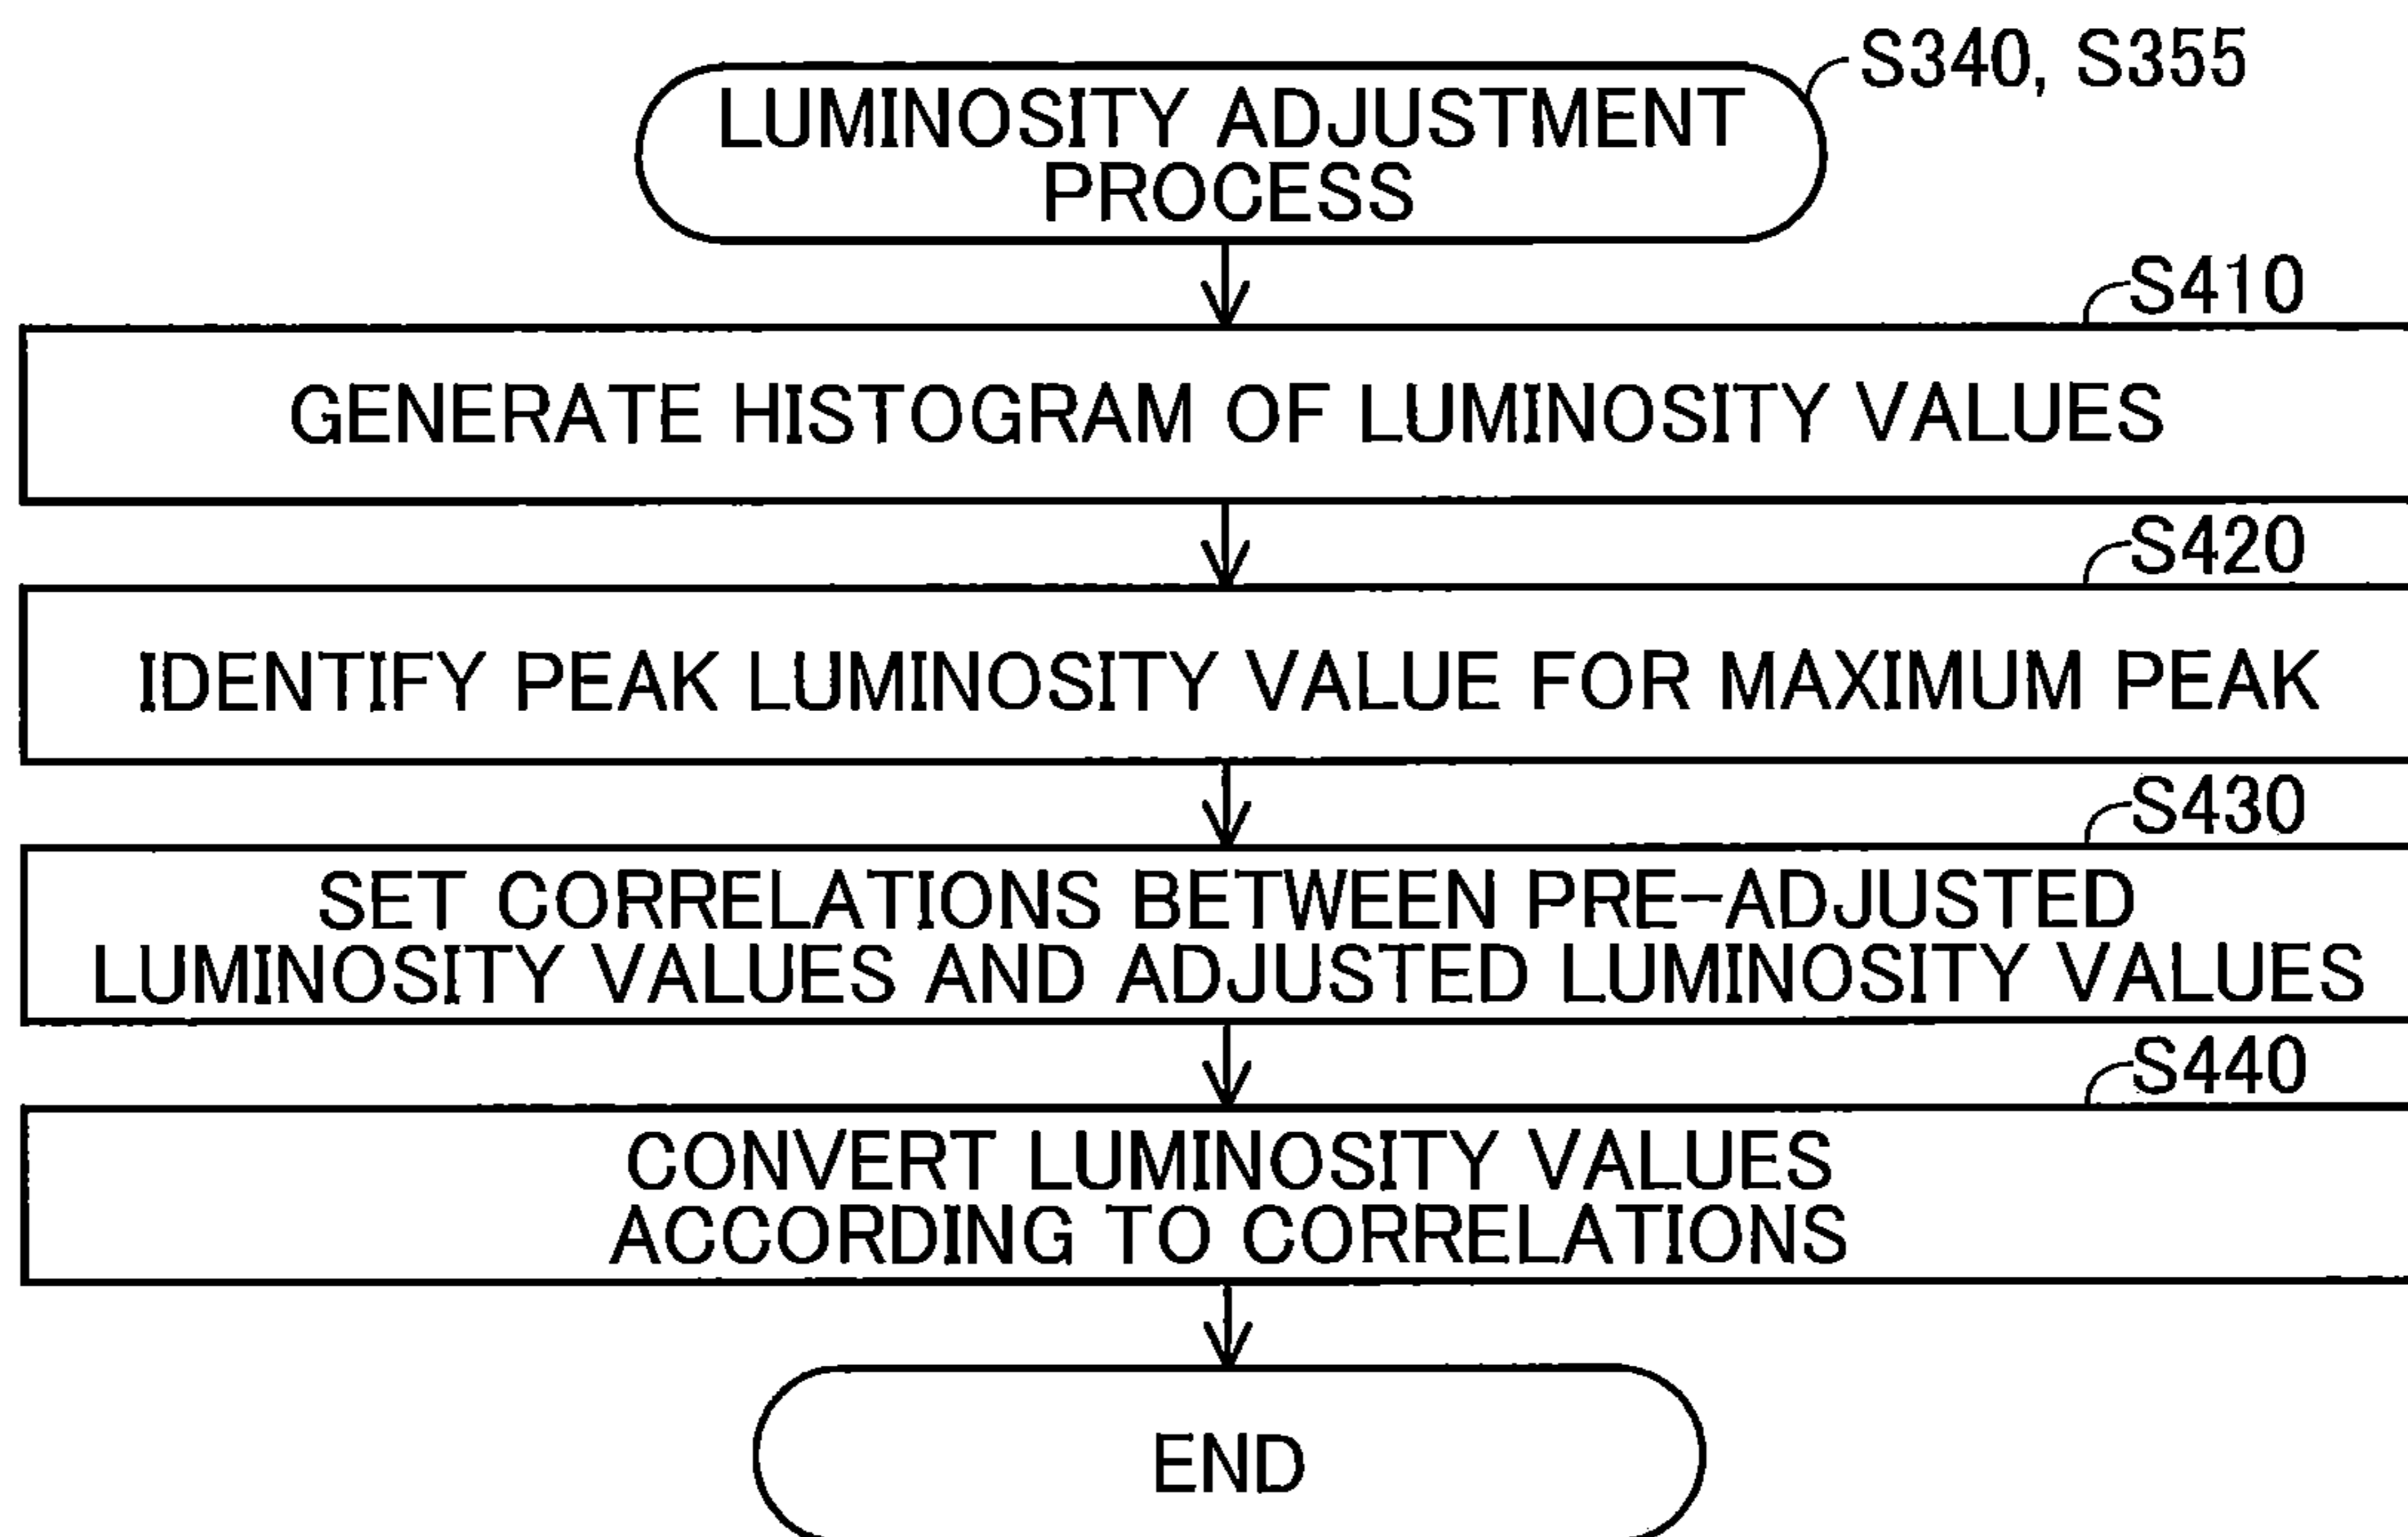 S340, S355
LUMINOSITY ADJUSTMENT
PROCESS
S410
GENERATE HISTOGRAM OF LUMINOSITY VALUES
S420
IDENTIFY PEAK LUMINOSITY VALUE FOR MAXIMUM PEAK
S430
SET CORRELATIONS BETWEEN PRE-ADJUSTED
LUMINOSITY VALUES AND ADJUSTED LUMINOSITY VALUES
S440
CONVERT LUMINOSITY VALUES
ACCORDING TO CORRELATIONS
END